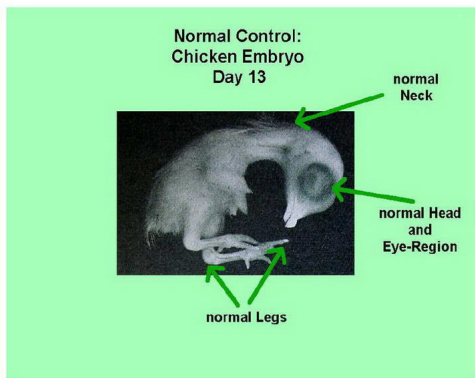 Normal Control:
Chicken Embryo
Day 13
normal
Neck
normal Head
and
Eye-Region
normal Legs